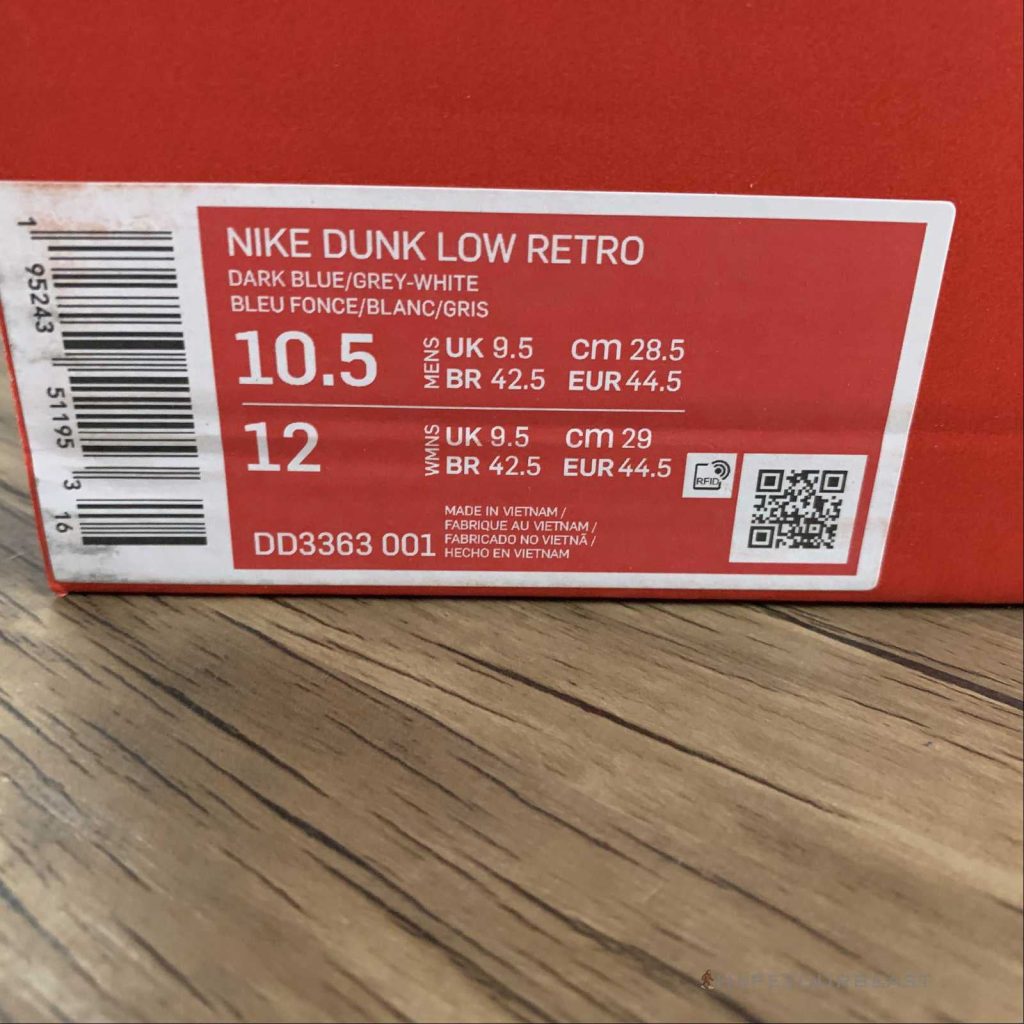 1 95243 51195 3 16
NIKE DUNK LOW RETRO
DARK BLUE/GREY-WHITE
BLEU FONCE/BLANC/GRIS
10.5 MENS UK 9.5 cm 28.5
BR 42.5 EUR 44.5
12 WMNS UK 9.5 cm 29
BR 42.5 EUR 44.5
RFID
DD3363 001
MADE IN VIETNAM /
FABRIQUE AU VIETNAM /
FABRICADO NO VIETNÃ /
HECHO EN VIETNAM